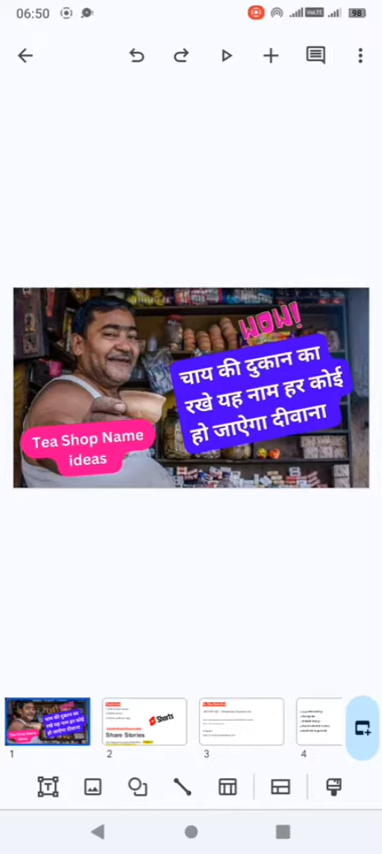 06:50
VoLTE
98
WOW!
चाय की दुकान का
रखे यह नाम हर कोई
हो जाऐगा दीवाना
Tea Shop Name
ideas
Shorts
Share Stories
1
2
3
4